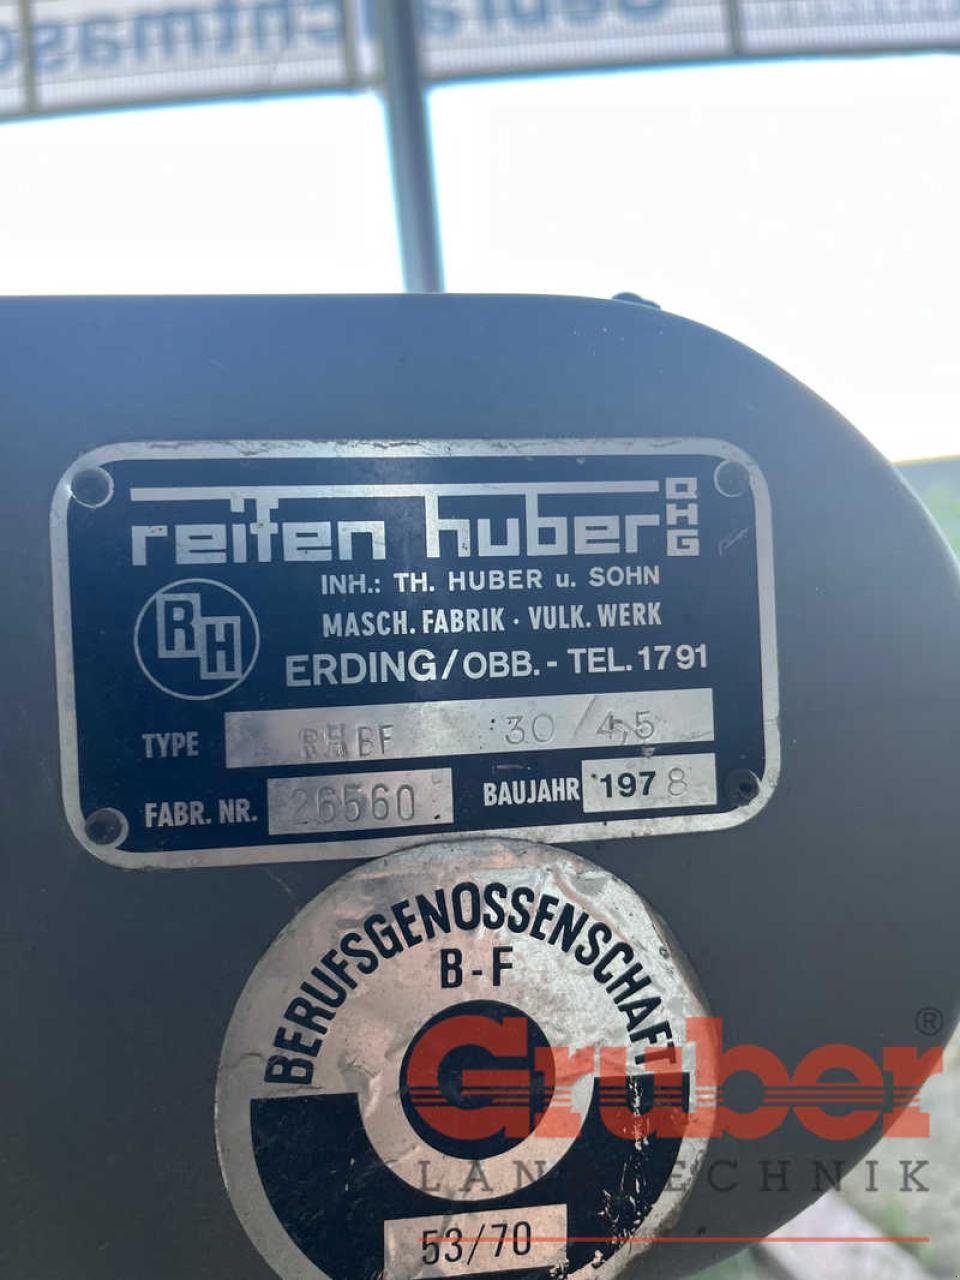 reifen huber OHG
INH.: TH. HUBER u. SOHN
RH
MASCH. FABRIK · VULK. WERK
ERDING/OBB. - TEL. 1791
TYPE RHBF 30/4,5
FABR. NR. 26560 BAUJAHR 1978
BERUFSGENOSSENSCHAFT
B-F
53/70
Gruber®
LANDTECHNIK